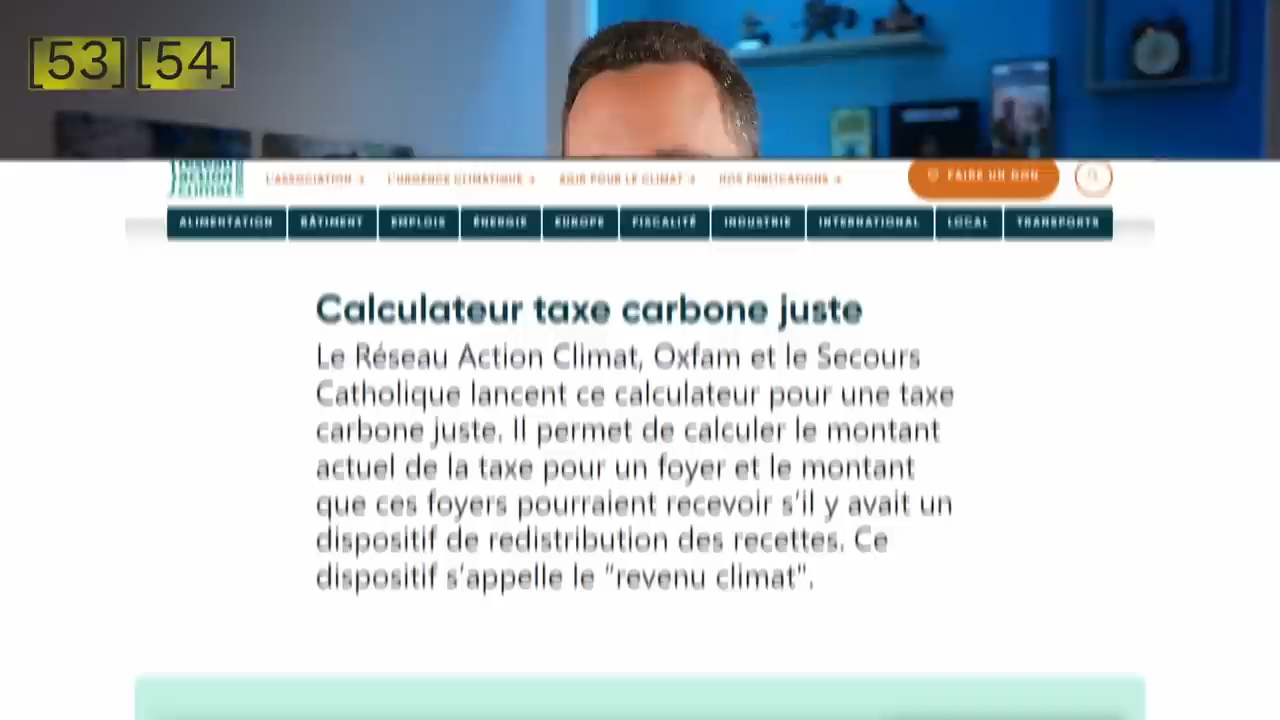 [53] [54]
L'ASSOCIATION L'URGENCE CLIMATIQUE AGIR POUR LE CLIMAT NOS PUBLICATIONS FAIRE UN DON
ALIMENTATION BÂTIMENT EMPLOIS ÉNERGIE EUROPE FISCALITÉ INDUSTRIE INTERNATIONAL LOCAL TRANSPORTS
Calculateur taxe carbone juste
Le Réseau Action Climat, Oxfam et le Secours
Catholique lancent ce calculateur pour une taxe
carbone juste. Il permet de calculer le montant
actuel de la taxe pour un foyer et le montant
que ces foyers pourraient recevoir s'il y avait un
dispositif de redistribution des recettes. Ce
dispositif s'appelle le "revenu climat".